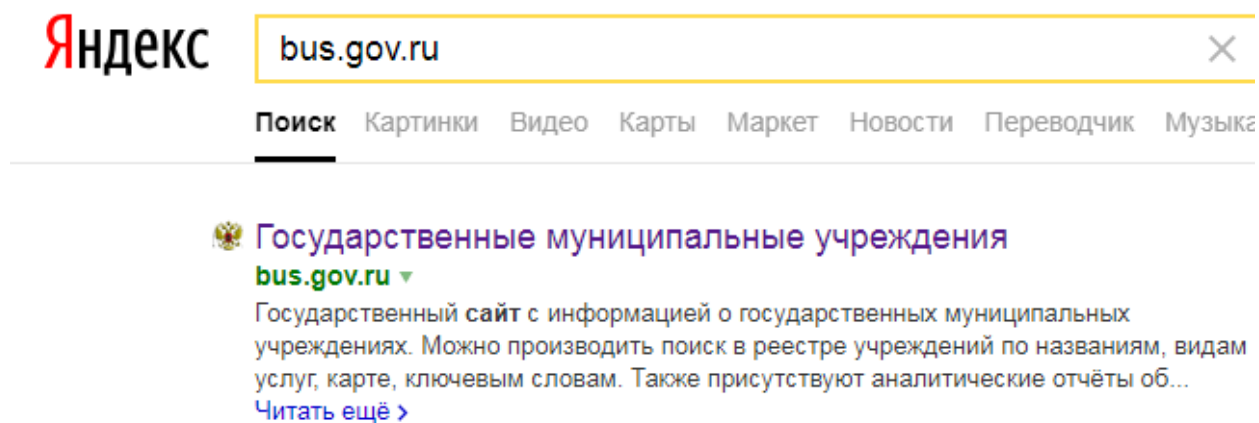 Яндекс
bus.gov.ru
Поиск Картинки Видео Карты Маркет Новости Переводчик Музыка
Государственные муниципальные учреждения
bus.gov.ru
Государственный сайт с информацией о государственных муниципальных
учреждениях. Можно производить поиск в реестре учреждений по названиям, видам
услуг, карте, ключевым словам. Также присутствуют аналитические отчёты об...
Читать ещё >